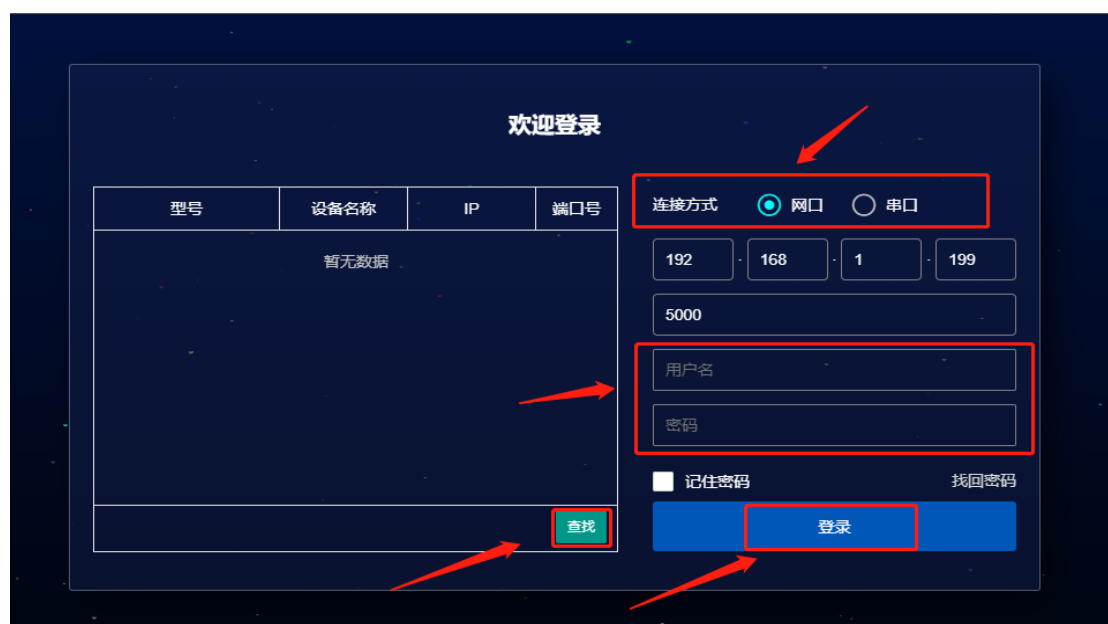 欢迎登录
型号 设备名称 IP 端口号
暂无数据
查找
连接方式 网口 串口
192 . 168 . 1 . 199
5000
用户名
密码
记住密码 找回密码
登录